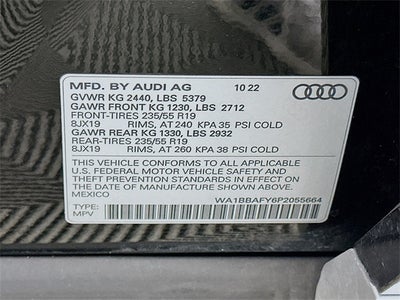 MFD. BY AUDI AG 10 22
GVWR KG 2440, LBS 5379
GAWR FRONT KG 1230, LBS 2712
FRONT-TIRES 235/55 R19
8JX19 RIMS, AT 240 KPA 35 PSI COLD
GAWR REAR KG 1330, LBS 2932
REAR-TIRES 235/55 R19
8JX19 RIMS, AT 260 KPA 38 PSI COLD
THIS VEHICLE CONFORMS TO ALL APPLICABLE
U.S. FEDERAL MOTOR VEHICLE SAFETY AND
THEFT PREVENTION STANDARDS IN EFFECT ON
THE DATE OF MANUFACTURE SHOWN ABOVE.
MEXICO
WA1BBAFY6P2055664
TYPE:
MPV